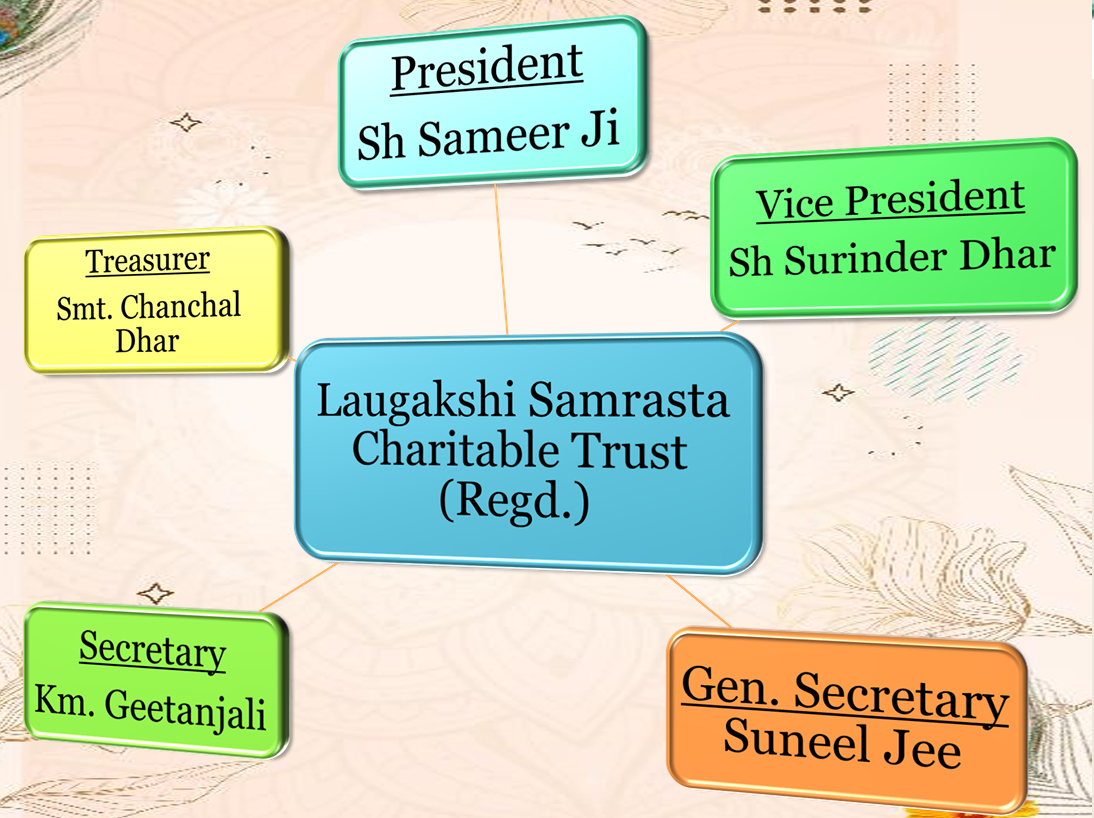 President
Sh Sameer Ji
Vice President
Sh Surinder Dhar
Treasurer
Smt. Chanchal
Dhar
Laugakshi Samrasta
Charitable Trust
(Regd.)
Secretary
Km. Geetanjali
Gen. Secretary
Suneel Jee